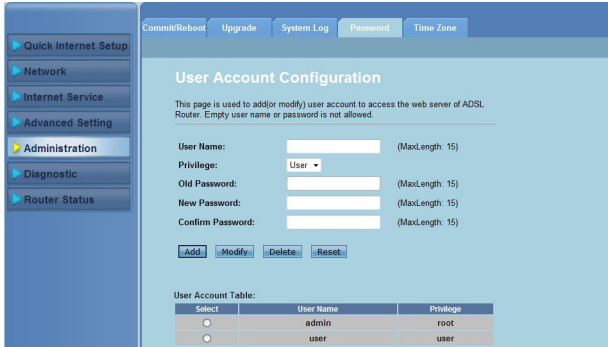 Commit/Reboot Upgrade System Log Password Time Zone
Quick Internet Setup
Network
Internet Service
Advanced Setting
Administration
Diagnostic
Router Status
User Account Configuration
This page is used to add(or modify) user account to access the web server of ADSL
Router. Empty user name or password is not allowed.
User Name: (MaxLength: 15)
Privilege: User
Old Password: (MaxLength: 15)
New Password: (MaxLength: 15)
Confirm Password: (MaxLength: 15)
Add Modify Delete Reset
User Account Table:
Select User Name Privilege
admin root
user user